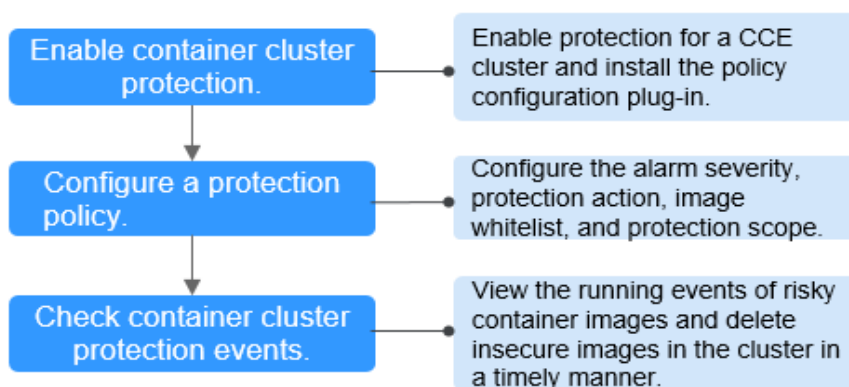 Enable container cluster
protection.
Enable protection for a CCE
cluster and install the policy
configuration plug-in.
Configure a protection
policy.
Configure the alarm severity,
protection action, image
whitelist, and protection scope.
Check container cluster
protection events.
View the running events of risky
container images and delete
insecure images in the cluster in
a timely manner.